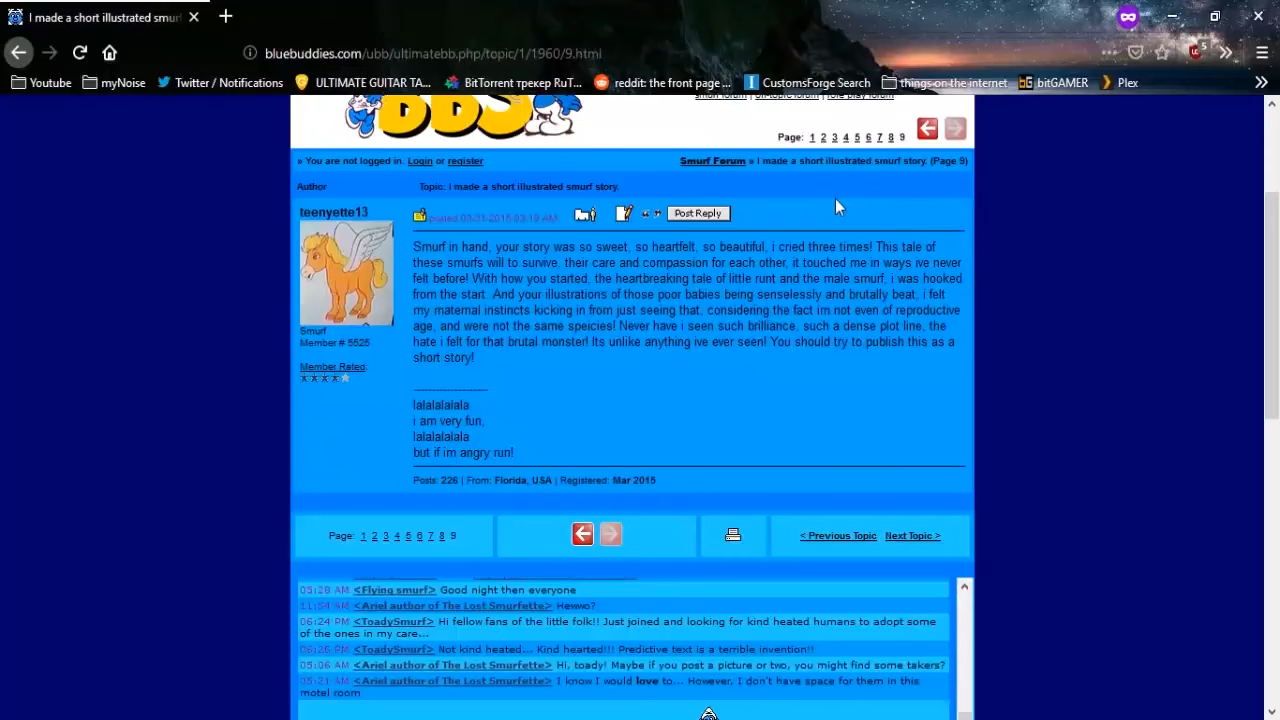 I made a short illustrated smurf
bluebuddies.com/ubb/ultimatebb.php/topic/1/1960/9.html
5
Youtube myNoise Twitter / Notifications ULTIMATE GUITAR TA... BitTorrent трекер RuT... reddit: the front page ... CustomsForge Search things on the internet bitGAMER Plex
BBS smurf forum | off-topic forum | role play forum
Page: 1 2 3 4 5 6 7 8 9
» You are not logged in. Login or register Smurf Forum » I made a short illustrated smurf story. (Page 9)
Author Topic: I made a short illustrated smurf story.
teenyette13 posted 03-31-2015 03:19 AM Post Reply
Smurf in hand, your story was so sweet, so heartfelt, so beautiful, i cried three times! This tale of
these smurfs will to survive, their care and compassion for each other, it touched me in ways ive never
felt before! With how you started, the heartbreaking tale of little runt and the male smurf, i was hooked
from the start. And your illustrations of those poor babies being senselessly and brutally beat, i felt
my maternal instincts kicking in from just seeing that, considering the fact im not even of reproductive
age, and were not the same speicies! Never have i seen such brilliance, such a dense plot line, the
hate i felt for that brutal monster! Its unlike anything ive ever seen! You should try to publish this as a
short story!
--------------------
lalalalalala
i am very fun,
lalalalalala
but if im angry run!
Smurf
Member # 5525
Member Rated:
Posts: 226 | From: Florida, USA | Registered: Mar 2015
Page: 1 2 3 4 5 6 7 8 9 < Previous Topic Next Topic >
05:28 AM <Flying smurf> Good night then everyone
11:54 AM <Ariel author of The Lost Smurfette> Hewwo?
06:24 PM <ToadySmurf> Hi fellow fans of the little folk!! Just joined and looking for kind heated humans to adopt some
of the ones in my care...
06:26 PM <ToadySmurf> Not kind heated... Kind hearted!!! Predictive text is a terrible invention!!
05:06 AM <Ariel author of The Lost Smurfette> Hi, toady! Maybe if you post a picture or two, you might find some takers?
05:21 AM <Ariel author of The Lost Smurfette> I know I would love to... However, I don't have space for them in this
motel room